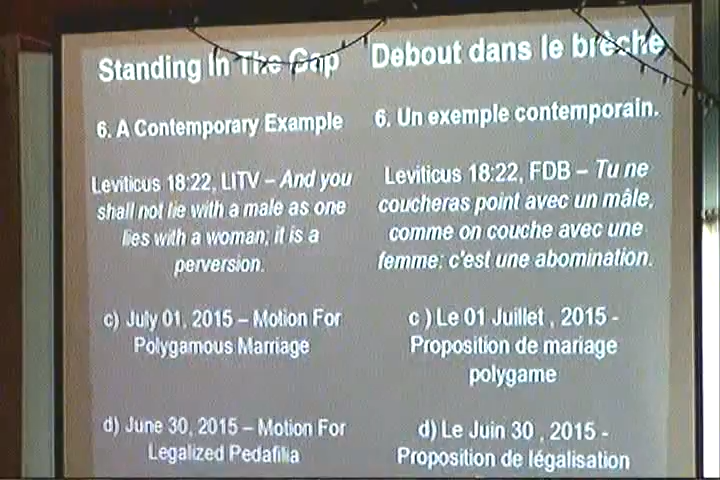 Standing In The Gap
6. A Contemporary Example
Leviticus 18:22, LITV – And you
shall not lie with a male as one
lies with a woman; it is a
perversion.
c) July 01, 2015 – Motion For
Polygamous Marriage
d) June 30, 2015 – Motion For
Legalized Pedafilia
Debout dans le brèche
6. Un exemple contemporain.
Leviticus 18:22, FDB – Tu ne
coucheras point avec un mâle,
comme on couche avec une
femme: c'est une abomination.
c ) Le 01 Juillet , 2015 -
Proposition de mariage
polygame
d) Le Juin 30 , 2015 -
Proposition de légalisation